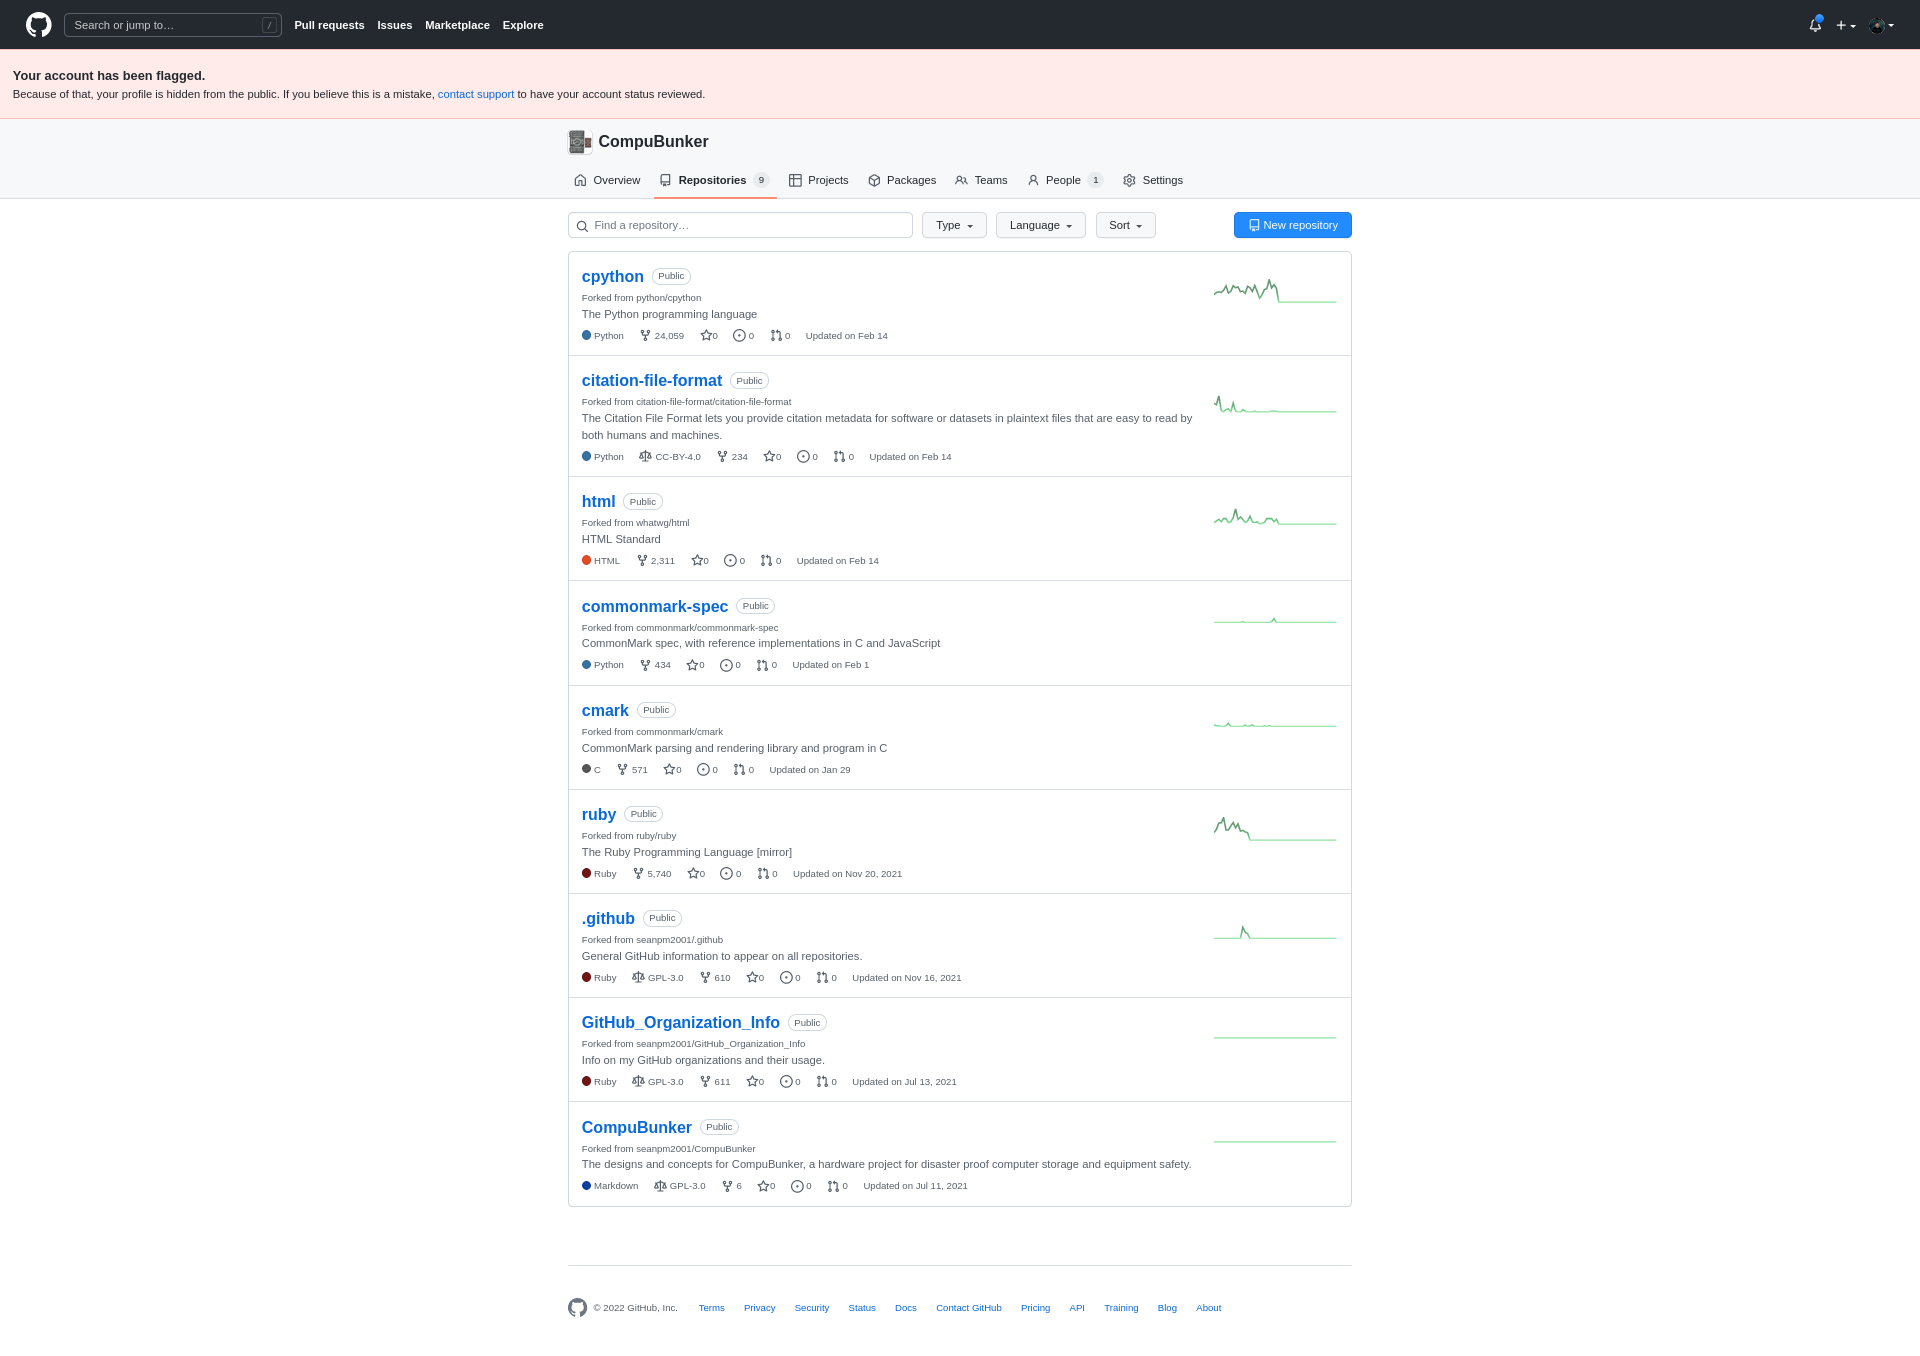 Search or jump to… /
Pull requests Issues Marketplace Explore
Your account has been flagged.
Because of that, your profile is hidden from the public. If you believe this is a mistake, contact support to have your account status reviewed.
CompuBunker
Overview Repositories 9 Projects Packages Teams People 1 Settings
Find a repository… Type Language Sort New repository
cpython Public
Forked from python/cpython
The Python programming language
Python 24,059 0 0 0 Updated on Feb 14
citation-file-format Public
Forked from citation-file-format/citation-file-format
The Citation File Format lets you provide citation metadata for software or datasets in plaintext files that are easy to read by
both humans and machines.
Python CC-BY-4.0 234 0 0 0 Updated on Feb 14
html Public
Forked from whatwg/html
HTML Standard
HTML 2,311 0 0 0 Updated on Feb 14
commonmark-spec Public
Forked from commonmark/commonmark-spec
CommonMark spec, with reference implementations in C and JavaScript
Python 434 0 0 0 Updated on Feb 1
cmark Public
Forked from commonmark/cmark
CommonMark parsing and rendering library and program in C
C 571 0 0 0 Updated on Jan 29
ruby Public
Forked from ruby/ruby
The Ruby Programming Language [mirror]
Ruby 5,740 0 0 0 Updated on Nov 20, 2021
.github Public
Forked from seanpm2001/.github
General GitHub information to appear on all repositories.
Ruby GPL-3.0 610 0 0 0 Updated on Nov 16, 2021
GitHub_Organization_Info Public
Forked from seanpm2001/GitHub_Organization_Info
Info on my GitHub organizations and their usage.
Ruby GPL-3.0 611 0 0 0 Updated on Jul 13, 2021
CompuBunker Public
Forked from seanpm2001/CompuBunker
The designs and concepts for CompuBunker, a hardware project for disaster proof computer storage and equipment safety.
Markdown GPL-3.0 6 0 0 0 Updated on Jul 11, 2021
© 2022 GitHub, Inc. Terms Privacy Security Status Docs Contact GitHub Pricing API Training Blog About